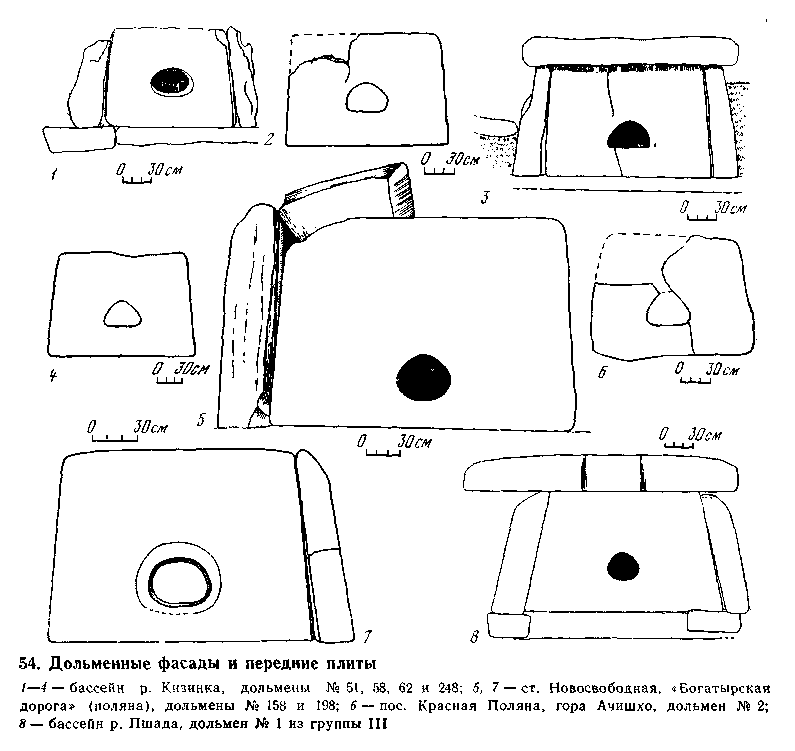 1
0 30см
2
0 30см
3
0 30см
4
0 30см
5
0 30см
6
0 30см
0 30см
7
0 30см
8
54. Дольменные фасады и передние плиты
1—4 — бассейн р. Кизинка, дольмены № 51, 58, 62 и 248; 5, 7 — ст. Новосвободная, «Богатырская
дорога» (поляна), дольмены № 158 и 198; 6 — пос. Красная Поляна, гора Ачишхо, дольмен № 2;
8 — бассейн р. Пшада, дольмен № 1 из группы III